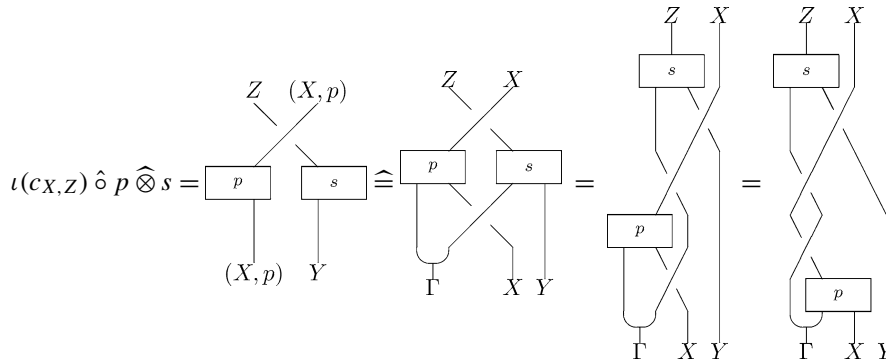 Z X Z X
s s
Z (X, p) Z X
ι(c_{X,Z}) ô p ⊗̂ s = p s ≙ p s = =
p
p
(X, p) Y Γ X Y
Γ X Y Γ X Y